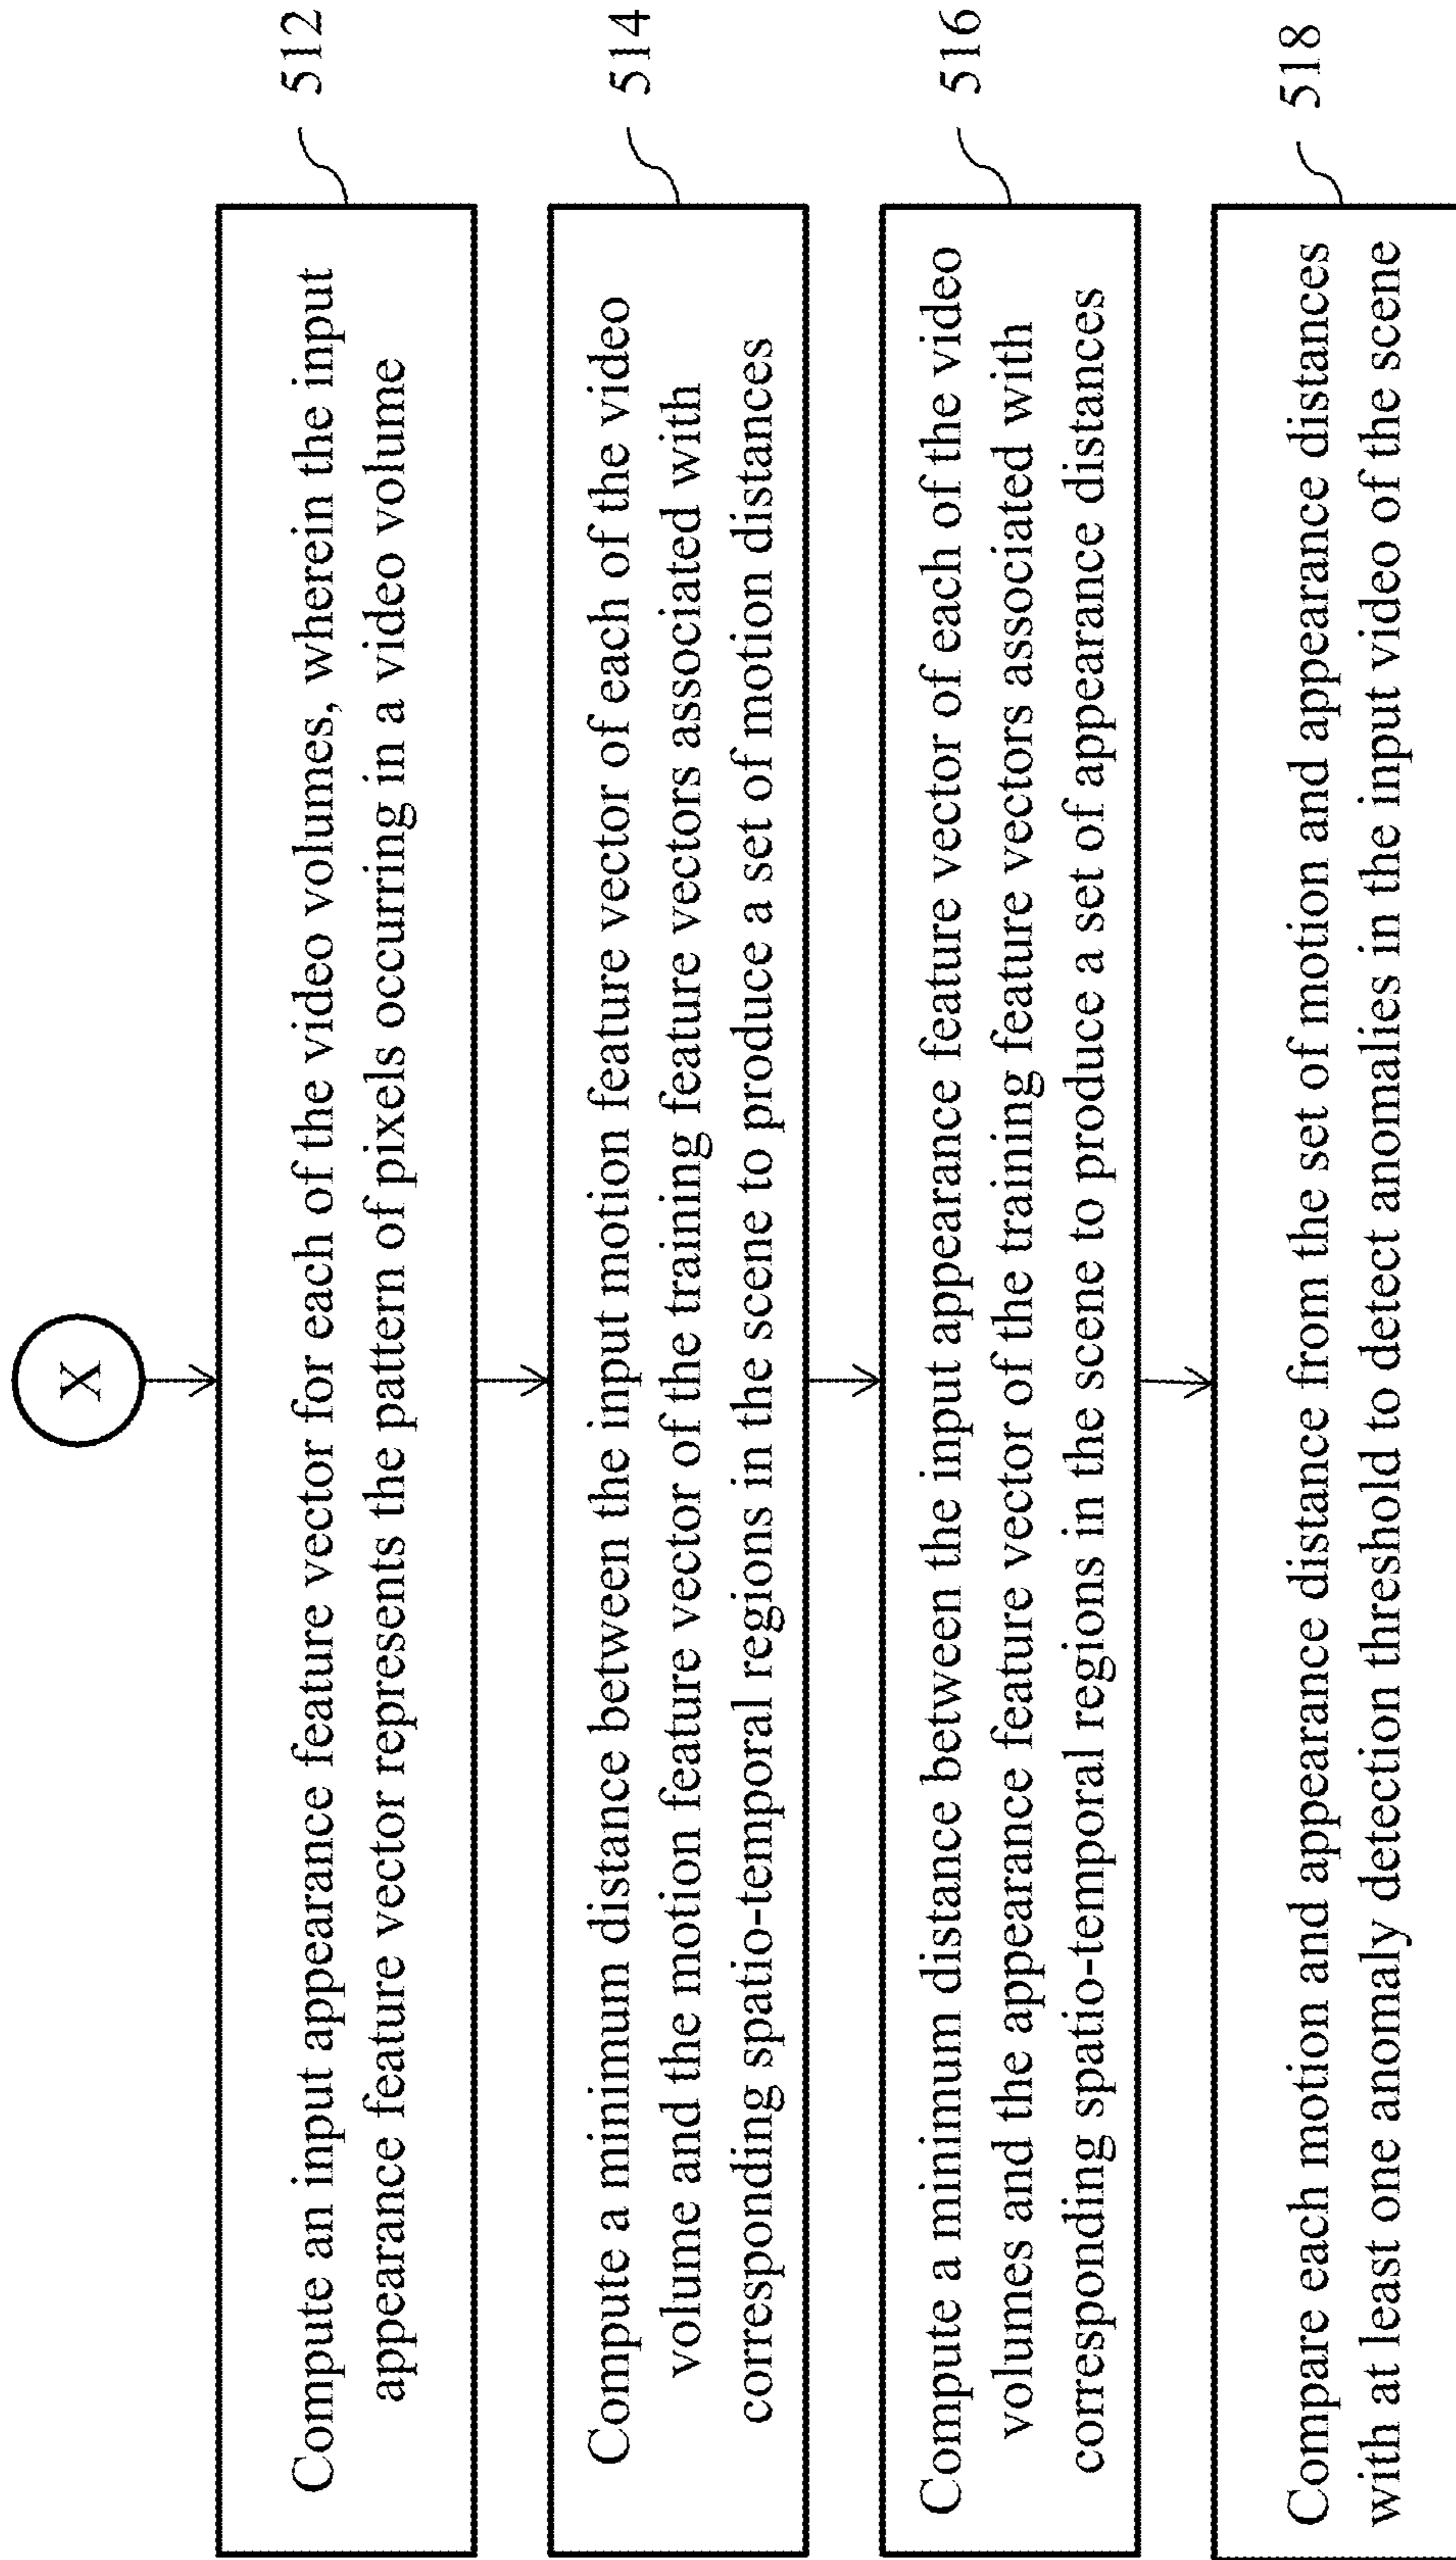 X
Compute an input appearance feature vector for each of the video volumes, wherein the input
appearance feature vector represents the pattern of pixels occurring in a video volume
512
Compute a minimum distance between the input motion feature vector of each of the video
volume and the motion feature vector of the training feature vectors associated with
corresponding spatio-temporal regions in the scene to produce a set of motion distances
514
Compute a minimum distance between the input appearance feature vector of each of the video
volumes and the appearance feature vector of the training feature vectors associated with
corresponding spatio-temporal regions in the scene to produce a set of appearance distances
516
Compare each motion and appearance distance from the set of motion and appearance distances
with at least one anomaly detection threshold to detect anomalies in the input video of the scene
518